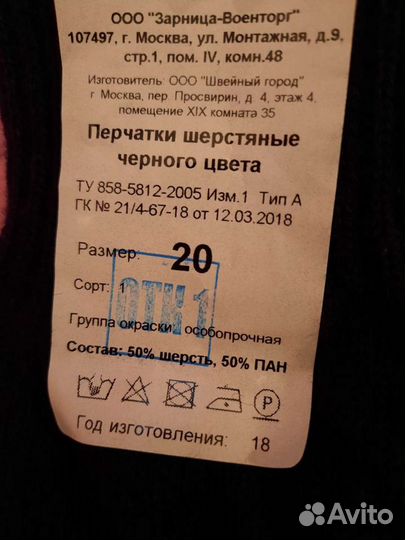 ООО "Зарница-Военторг"
107497, г. Москва, ул. Монтажная, д.9,
стр.1, пом. IV, комн.48
Изготовитель: ООО "Швейный город"
г. Москва, пер. Просвирин, д. 4, этаж 4,
помещение XIX комната 35
Перчатки шерстяные
черного цвета
ТУ 858-5812-2005 Изм.1 Тип А
ГК № 21/4-67-18 от 12.03.2018
Размер: 20
Сорт: 1
ОТК 1
Группа окраски: особопрочная
Состав: 50% шерсть, 50% ПАН
P
Год изготовления: 18
Avito